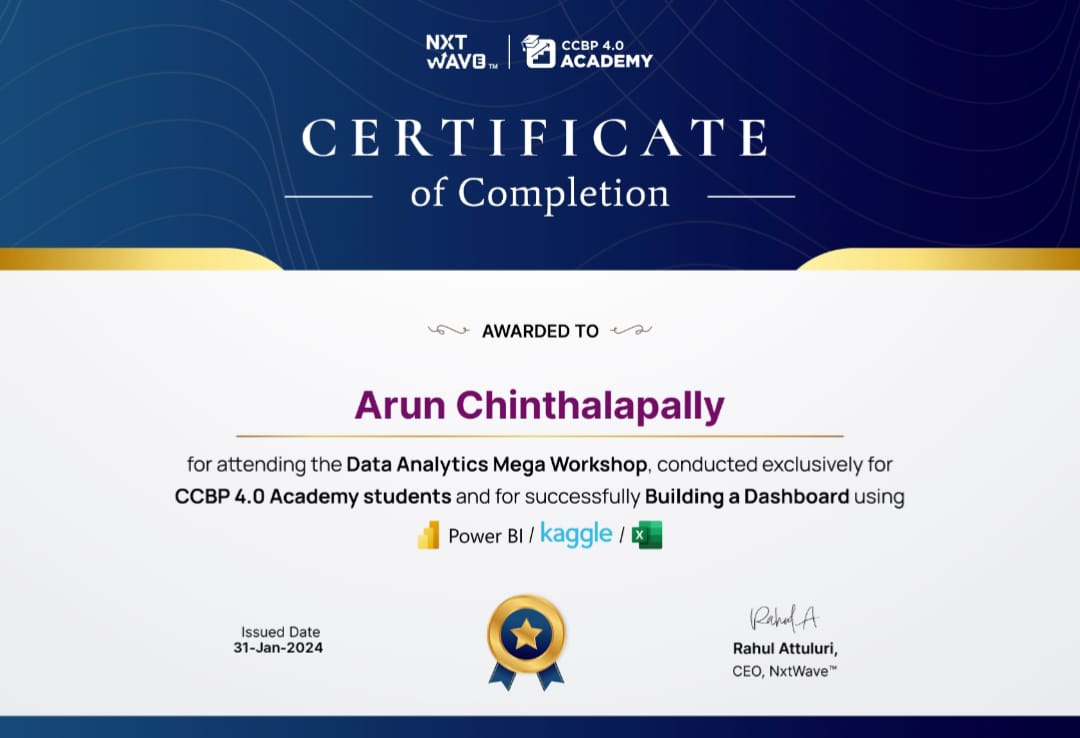 NXT
WAVE™
CCBP 4.0
ACADEMY
CERTIFICATE
of Completion
AWARDED TO
Arun Chinthalapally
for attending the Data Analytics Mega Workshop, conducted exclusively for
CCBP 4.0 Academy students and for successfully Building a Dashboard using
Power BI / kaggle / X
Issued Date
31-Jan-2024
Rahul A
Rahul Attuluri,
CEO, NxtWave™